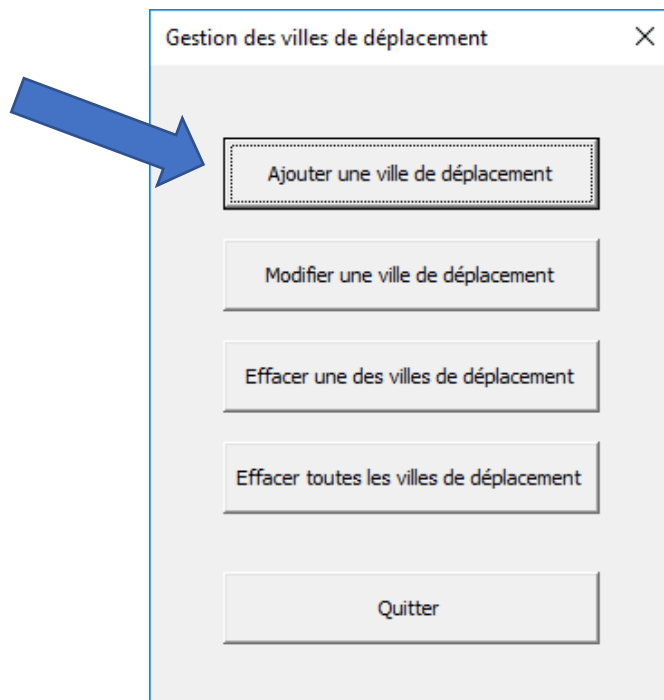 Gestion des villes de déplacement
Ajouter une ville de déplacement
Modifier une ville de déplacement
Effacer une des villes de déplacement
Effacer toutes les villes de déplacement
Quitter